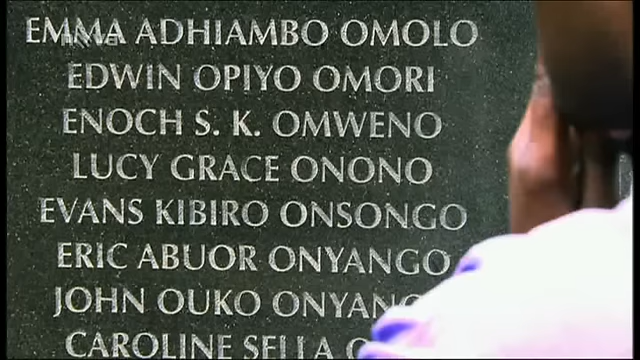 EMMA ADHIAMBO OMOLO
EDWIN OPIYO OMORI
ENOCH S. K. OMWENO
LUCY GRACE ONONO
EVANS KIBIRO ONSONGO
ERIC ABUOR ONYANGO
JOHN OUKO
CAROLINE SELLA